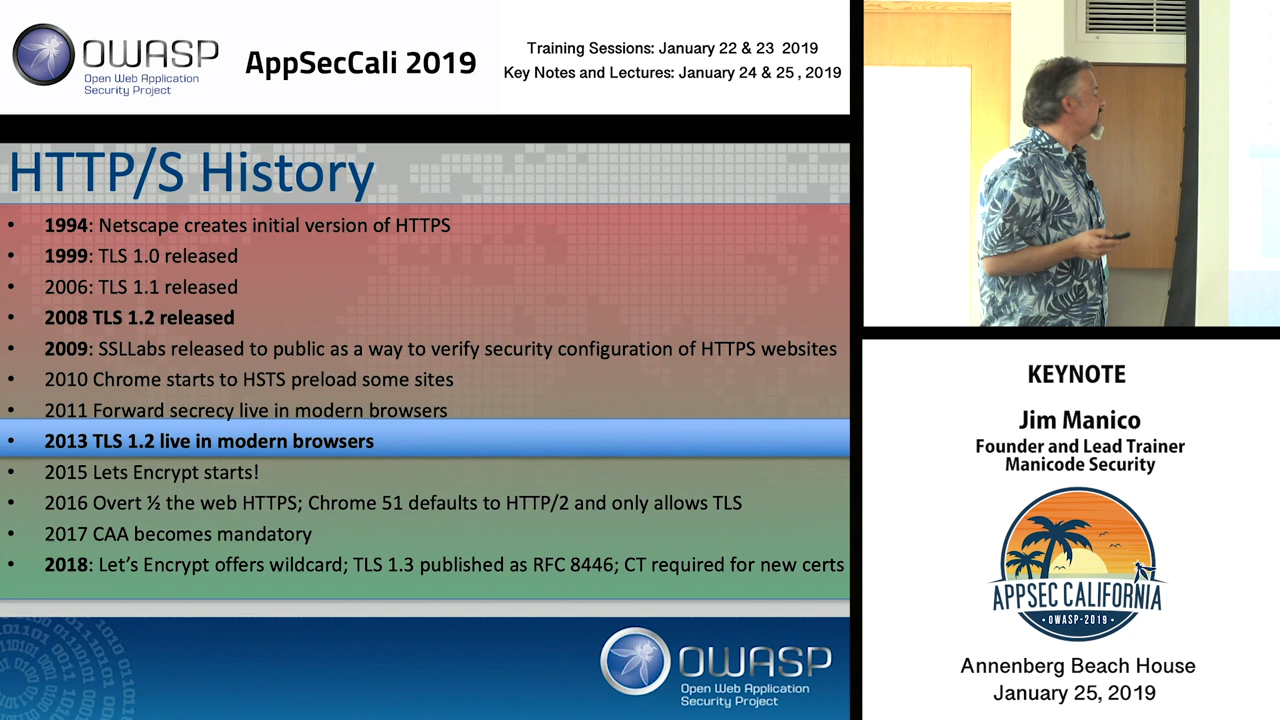 OWASP
Open Web Application
Security Project
AppSecCali 2019
Training Sessions: January 22 & 23 2019
Key Notes and Lectures: January 24 & 25 , 2019
HTTP/S History
• 1994: Netscape creates initial version of HTTPS
• 1999: TLS 1.0 released
• 2006: TLS 1.1 released
• 2008 TLS 1.2 released
• 2009: SSLLabs released to public as a way to verify security configuration of HTTPS websites
• 2010 Chrome starts to HSTS preload some sites
• 2011 Forward secrecy live in modern browsers
• 2013 TLS 1.2 live in modern browsers
• 2015 Lets Encrypt starts!
• 2016 Overt ½ the web HTTPS; Chrome 51 defaults to HTTP/2 and only allows TLS
• 2017 CAA becomes mandatory
• 2018: Let's Encrypt offers wildcard; TLS 1.3 published as RFC 8446; CT required for new certs
OWASP
Open Web Application
Security Project
KEYNOTE
Jim Manico
Founder and Lead Trainer
Manicode Security
APPSEC CALIFORNIA
• OWASP-2019 •
Annenberg Beach House
January 25, 2019